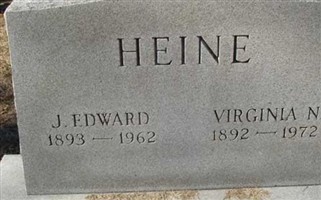 HEINE
J. EDWARD VIRGINIA N
1893 — 1962 1892 — 1972